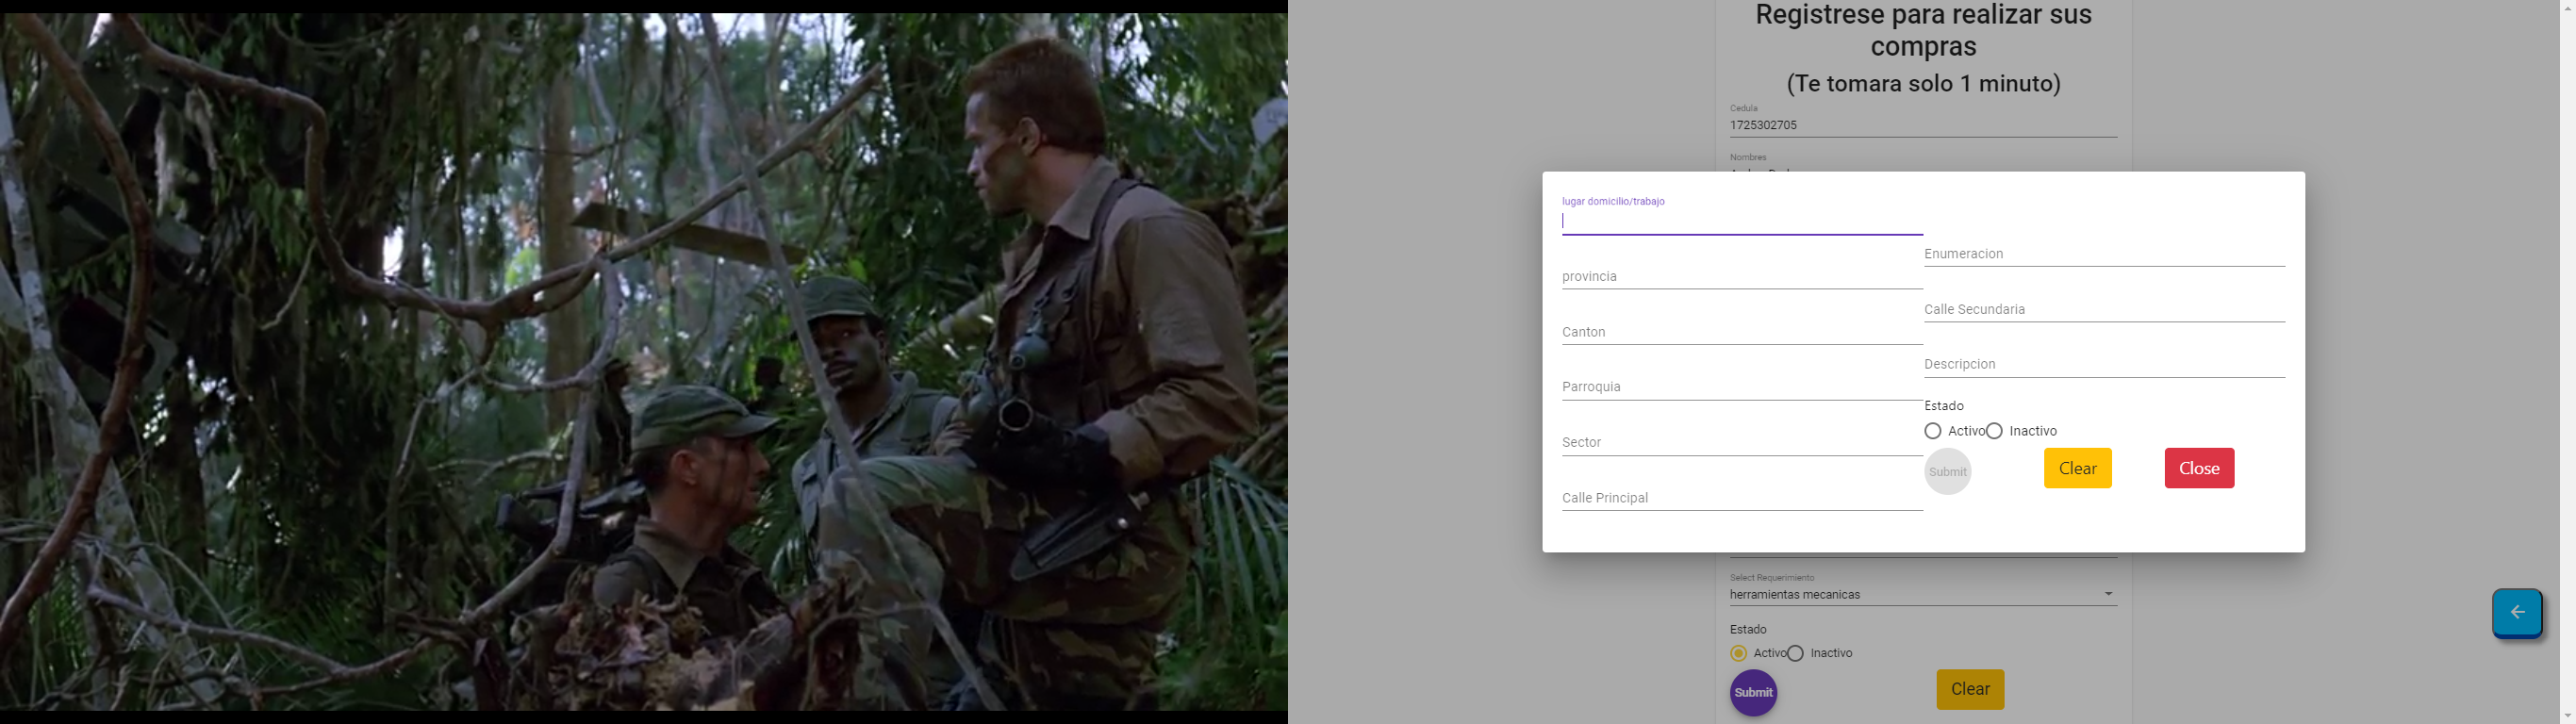 Registrese para realizar sus
compras
(Te tomara solo 1 minuto)
Cedula
1725302705
Nombres
lugar domicilio/trabajo
provincia
Canton
Parroquia
Sector
Calle Principal
Enumeracion
Calle Secundaria
Descripcion
Estado
Activo Inactivo
Submit Clear Close
Select Requerimiento
herramientas mecanicas
Estado
Activo Inactivo
Submit Clear